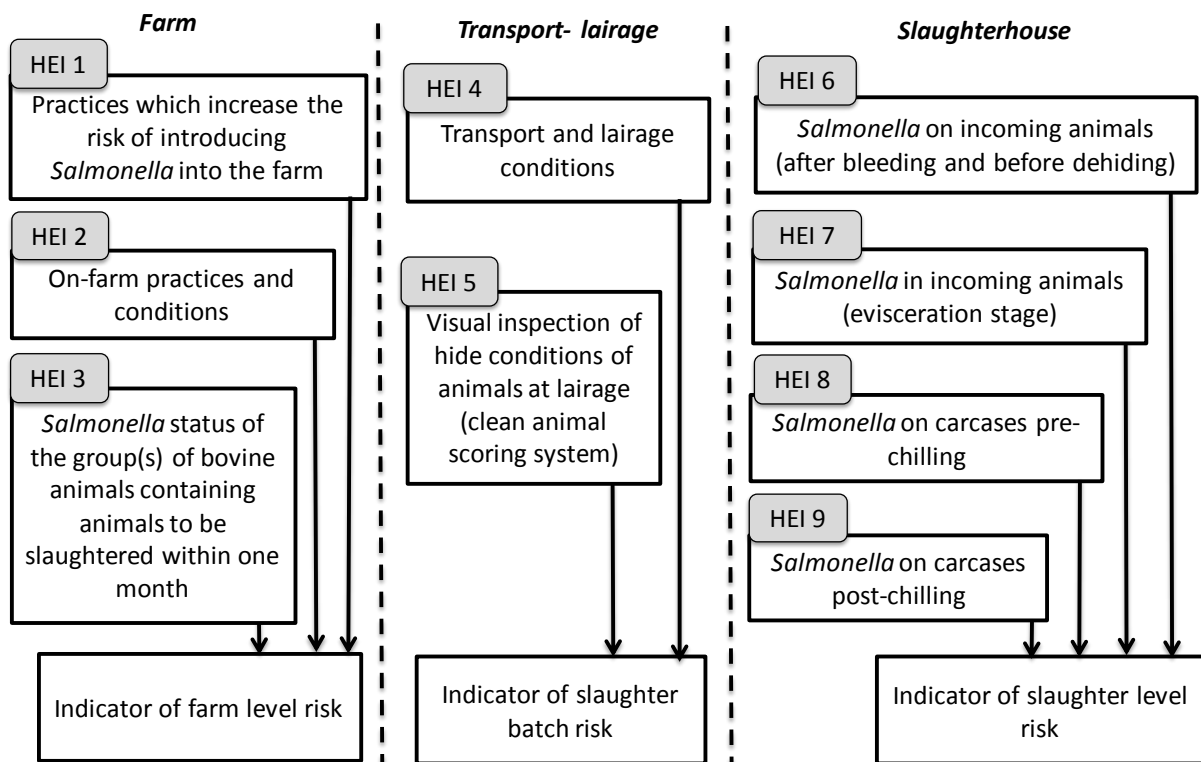 Farm
HEI 1
Practices which increase the
risk of introducing
Salmonella into the farm
HEI 2
On-farm practices and
conditions
HEI 3
Salmonella status of
the group(s) of bovine
animals containing
animals to be
slaughtered within one
month
Indicator of farm level risk
Transport- lairage
HEI 4
Transport and lairage
conditions
HEI 5
Visual inspection of
hide conditions of
animals at lairage
(clean animal
scoring system)
Indicator of slaughter
batch risk
Slaughterhouse
HEI 6
Salmonella on incoming animals
(after bleeding and before dehiding)
HEI 7
Salmonella in incoming animals
(evisceration stage)
HEI 8
Salmonella on carcases pre-
chilling
HEI 9
Salmonella on carcases
post-chilling
Indicator of slaughter level
risk